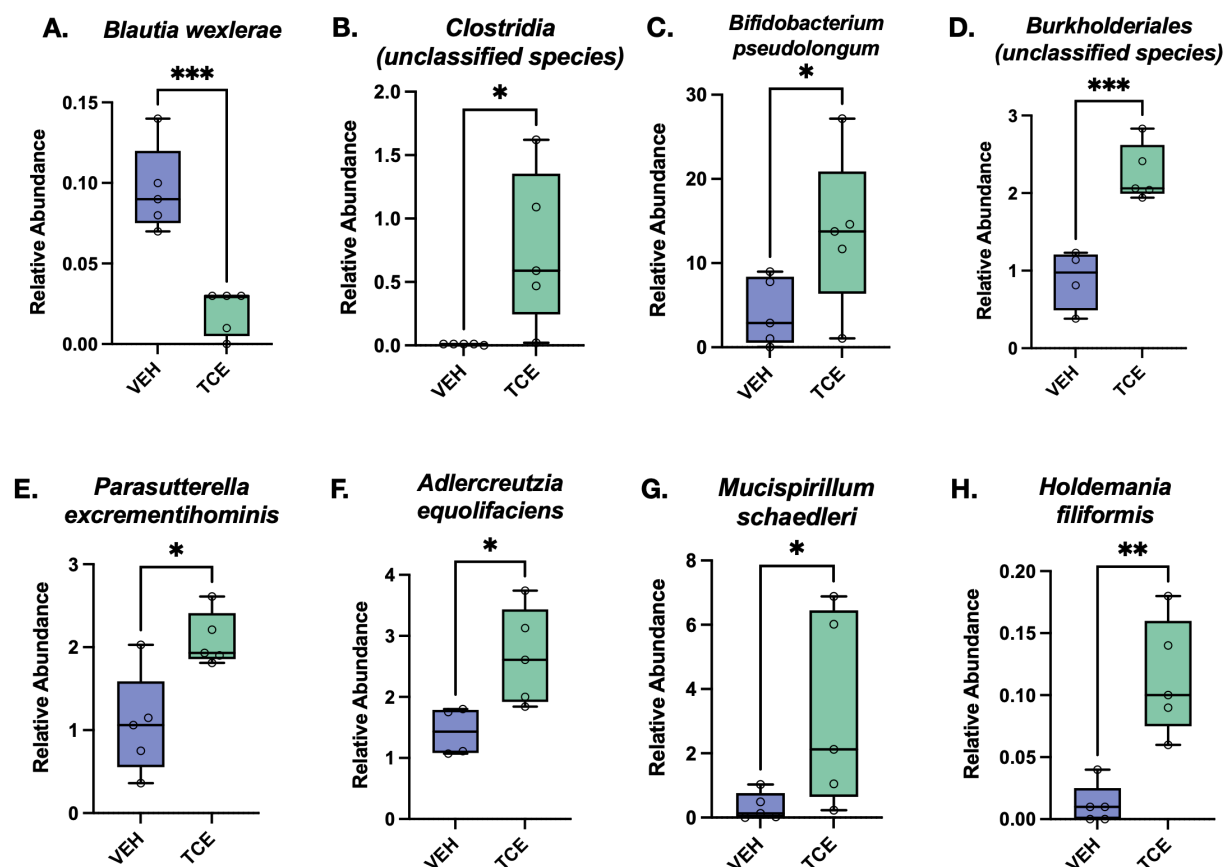 A.
Blautia wexlerae
***
0.15
0.10
0.05
0.00
Relative Abundance
VEH
TCE
B.
Clostridia
(unclassified species)
*
2.0
1.5
1.0
0.5
0.0
Relative Abundance
VEH
TCE
C.
Bifidobacterium
pseudolongum
*
30
20
10
0
Relative Abundance
VEH
TCE
D.
Burkholderiales
(unclassified species)
***
3
2
1
0
Relative Abundance
VEH
TCE
E.
Parasutterella
excrementihominis
*
3
2
1
0
Relative Abundance
VEH
TCE
F.
Adlercreutzia
equolifaciens
*
4
3
2
1
0
Relative Abundance
VEH
TCE
G.
Mucispirillum
schaedleri
*
8
6
4
2
0
Relative Abundance
VEH
TCE
H.
Holdemania
filiformis
**
0.20
0.15
0.10
0.05
0.00
Relative Abundance
VEH
TCE